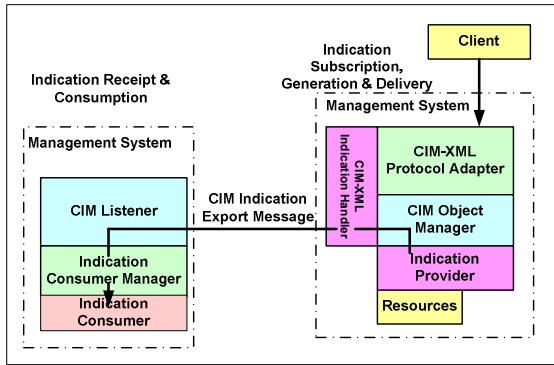 Client
Indication
Subscription,
Generation & Delivery
Indication Receipt &
Consumption
Management System
Management System
CIM-XML
Indication Handler
CIM-XML
Protocol Adapter
CIM Listener
CIM Indication
Export Message
CIM Object
Manager
Indication
Consumer Manager
Indication
Provider
Indication
Consumer
Resources